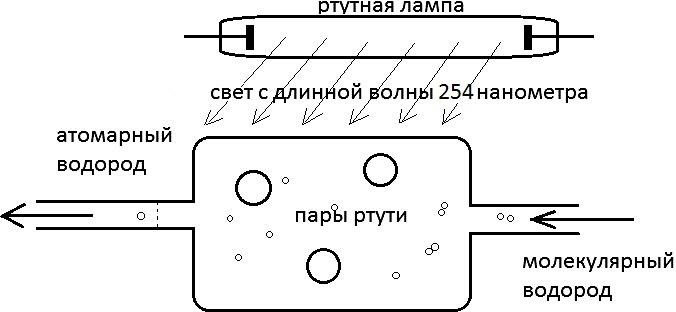 ртутная лампа
свет с длинной волны 254 нанометра
атомарный
водород
пары ртути
молекулярный
водород